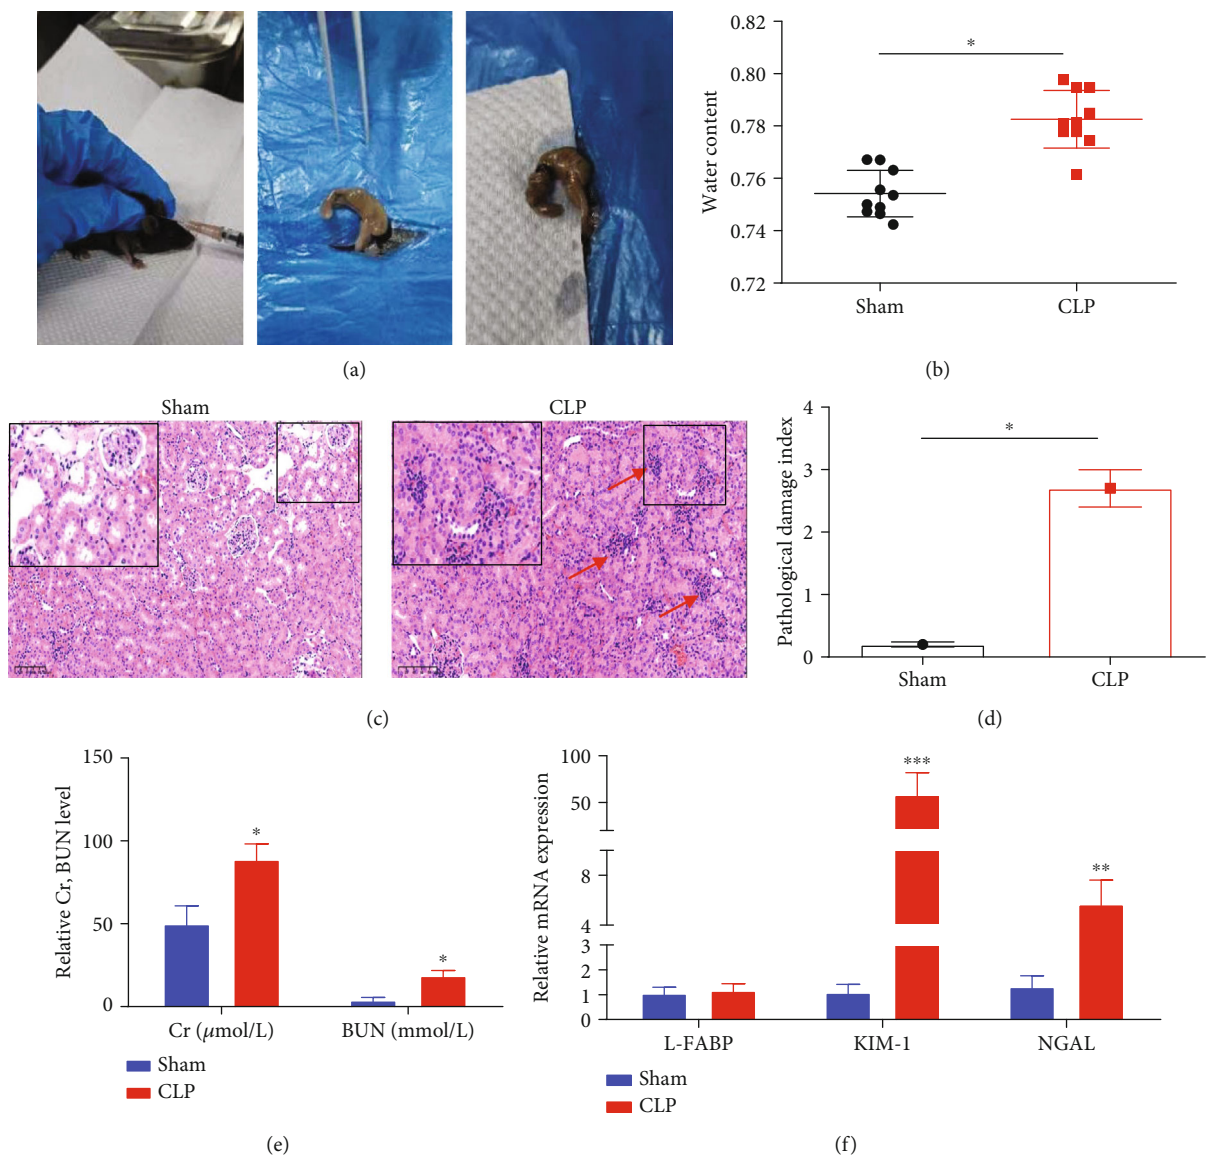 (a)
0.82
0.80
0.78
0.76
0.74
0.72
Water content
*
Sham
CLP
(b)
Sham
CLP
(c)
4
3
2
1
0
Pathological damage index
*
Sham
CLP
(d)
150
100
50
0
Relative Cr, BUN level
*
*
Cr (μmol/L)
BUN (mmol/L)
Sham
CLP
(e)
100
50
8
4
2
1
0
Relative mRNA expression
***
**
L-FABP
KIM-1
NGAL
Sham
CLP
(f)